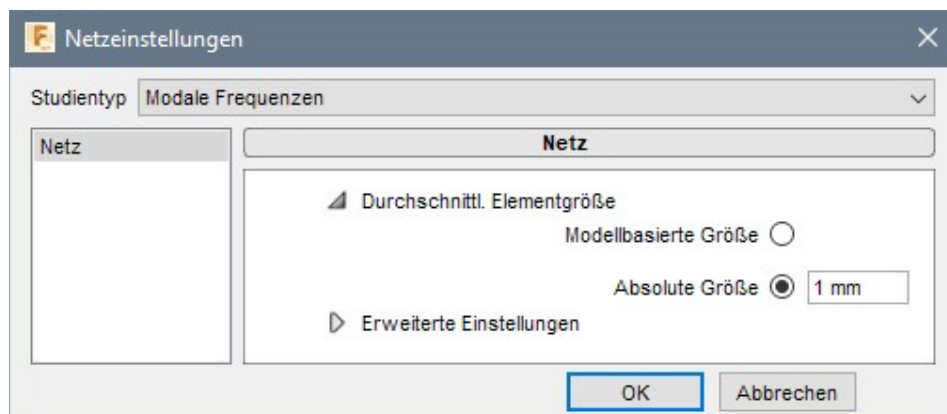 Netzeinstellungen
Studientyp Modale Frequenzen
Netz
Netz
Durchschnittl. Elementgröße
Modellbasierte Größe
Absolute Größe 1 mm
Erweiterte Einstellungen
OK Abbrechen